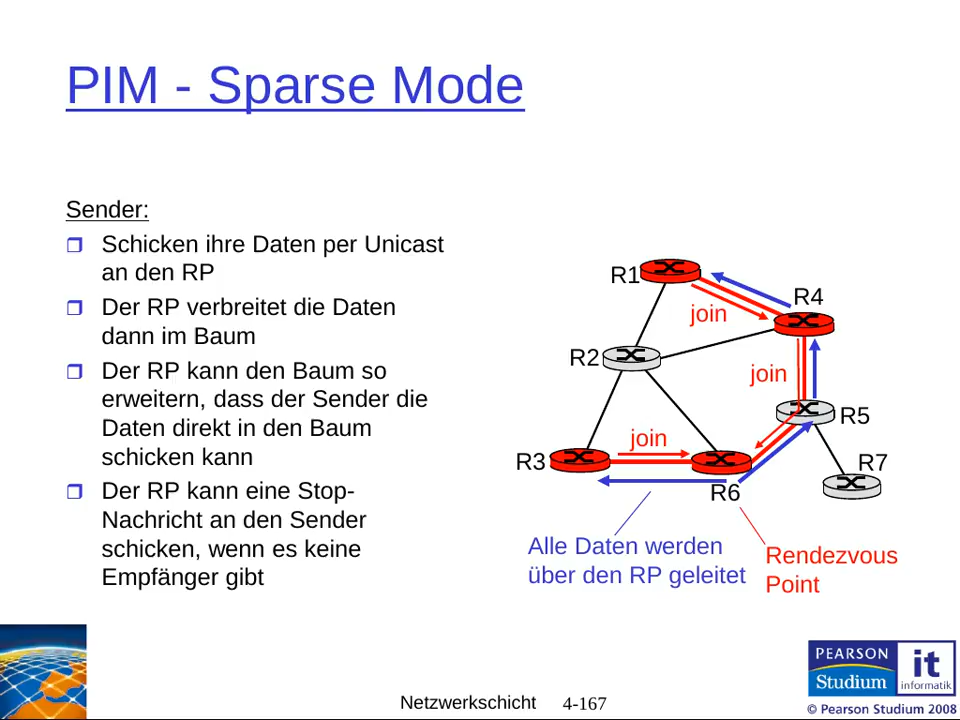 PIM - Sparse Mode
Sender:
Schicken ihre Daten per Unicast
an den RP
Der RP verbreitet die Daten
dann im Baum
Der RP kann den Baum so
erweitern, dass der Sender die
Daten direkt in den Baum
schicken kann
Der RP kann eine Stop-
Nachricht an den Sender
schicken, wenn es keine
Empfänger gibt
R1
R4
join
R2
join
R5
join
R3
R7
R6
Alle Daten werden
über den RP geleitet
Rendezvous
Point
Netzwerkschicht 4-167
PEARSON
Studium
it
informatik
© Pearson Studium 2008